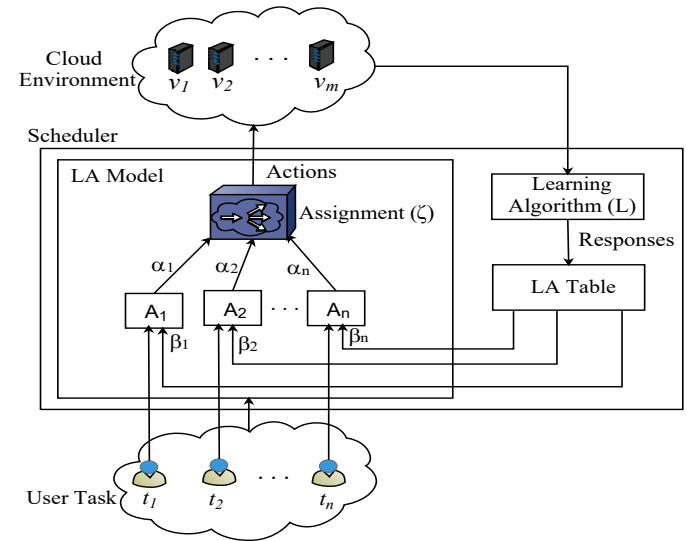 Cloud
Environment
v1 v2 . . . vm
Scheduler
LA Model
Actions
Assignment (ζ)
Learning
Algorithm (L)
Responses
LA Table
α1 α2 αn
A1 A2 . . . An
β1 β2 βn
User Task
t1 t2 . . . tn